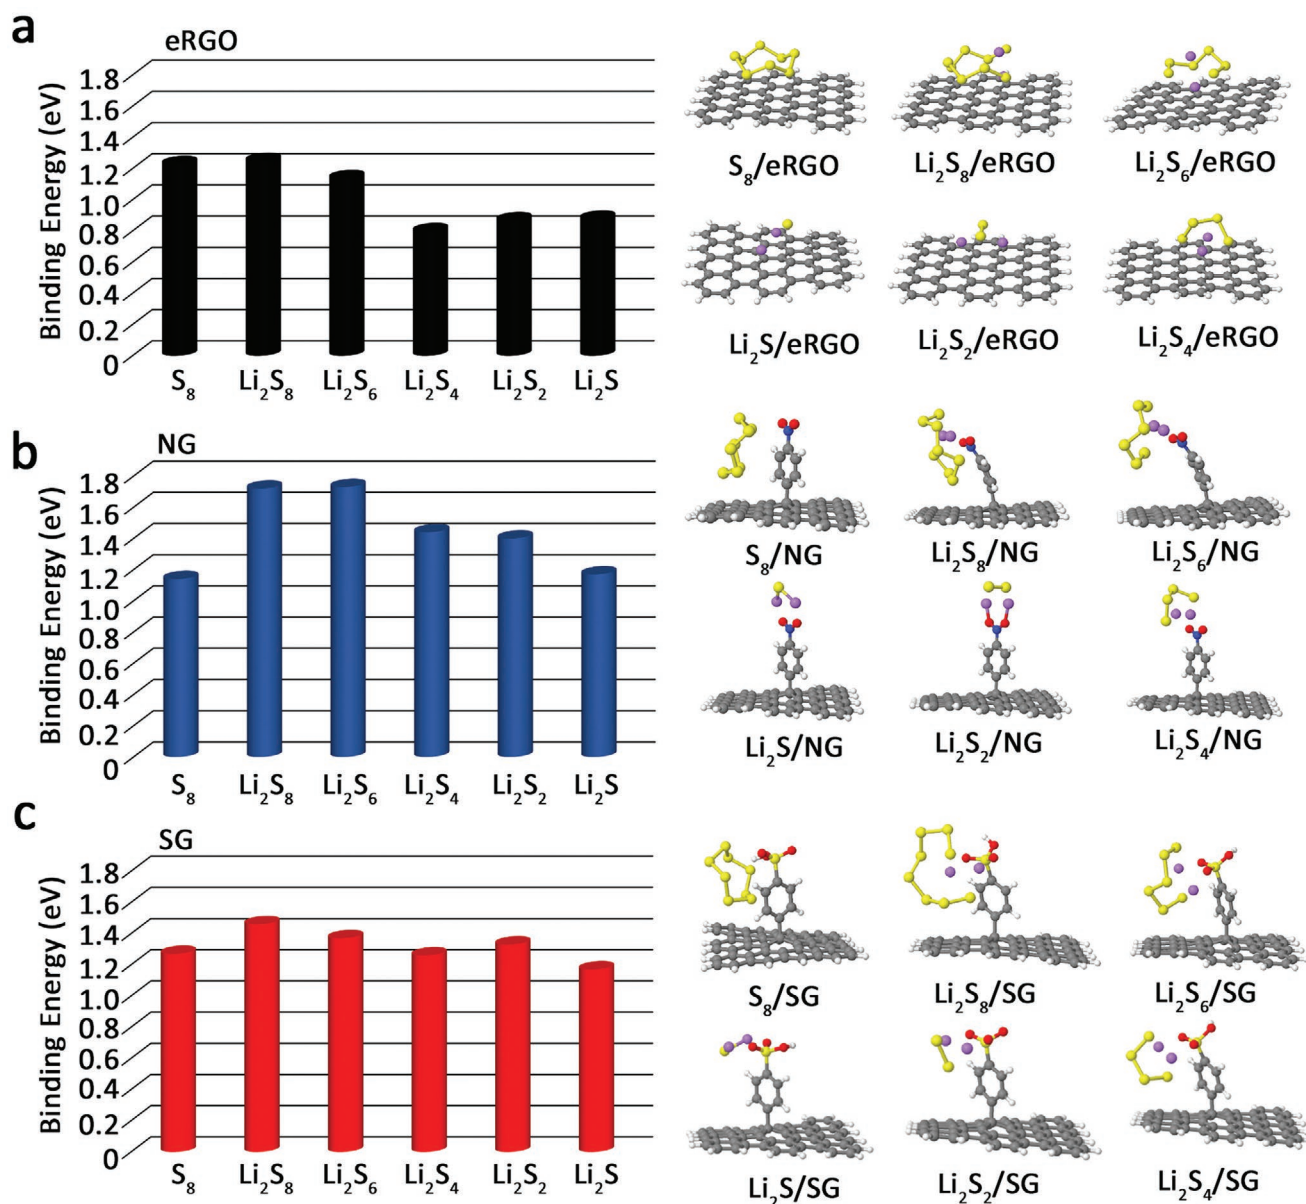 a
eRGO
Binding Energy (eV)
1.8
1.6
1.4
1.2
1.0
0.8
0.6
0.4
0.2
0
S₈ Li₂S₈ Li₂S₆ Li₂S₄ Li₂S₂ Li₂S
S₈/eRGO Li₂S₈/eRGO Li₂S₆/eRGO
Li₂S/eRGO Li₂S₂/eRGO Li₂S₄/eRGO
b
NG
Binding Energy (eV)
1.8
1.6
1.4
1.2
1.0
0.8
0.6
0.4
0.2
0
S₈ Li₂S₈ Li₂S₆ Li₂S₄ Li₂S₂ Li₂S
S₈/NG Li₂S₈/NG Li₂S₆/NG
Li₂S/NG Li₂S₂/NG Li₂S₄/NG
c
SG
Binding Energy (eV)
1.8
1.6
1.4
1.2
1.0
0.8
0.6
0.4
0.2
0
S₈ Li₂S₈ Li₂S₆ Li₂S₄ Li₂S₂ Li₂S
S₈/SG Li₂S₈/SG Li₂S₆/SG
Li₂S/SG Li₂S₂/SG Li₂S₄/SG